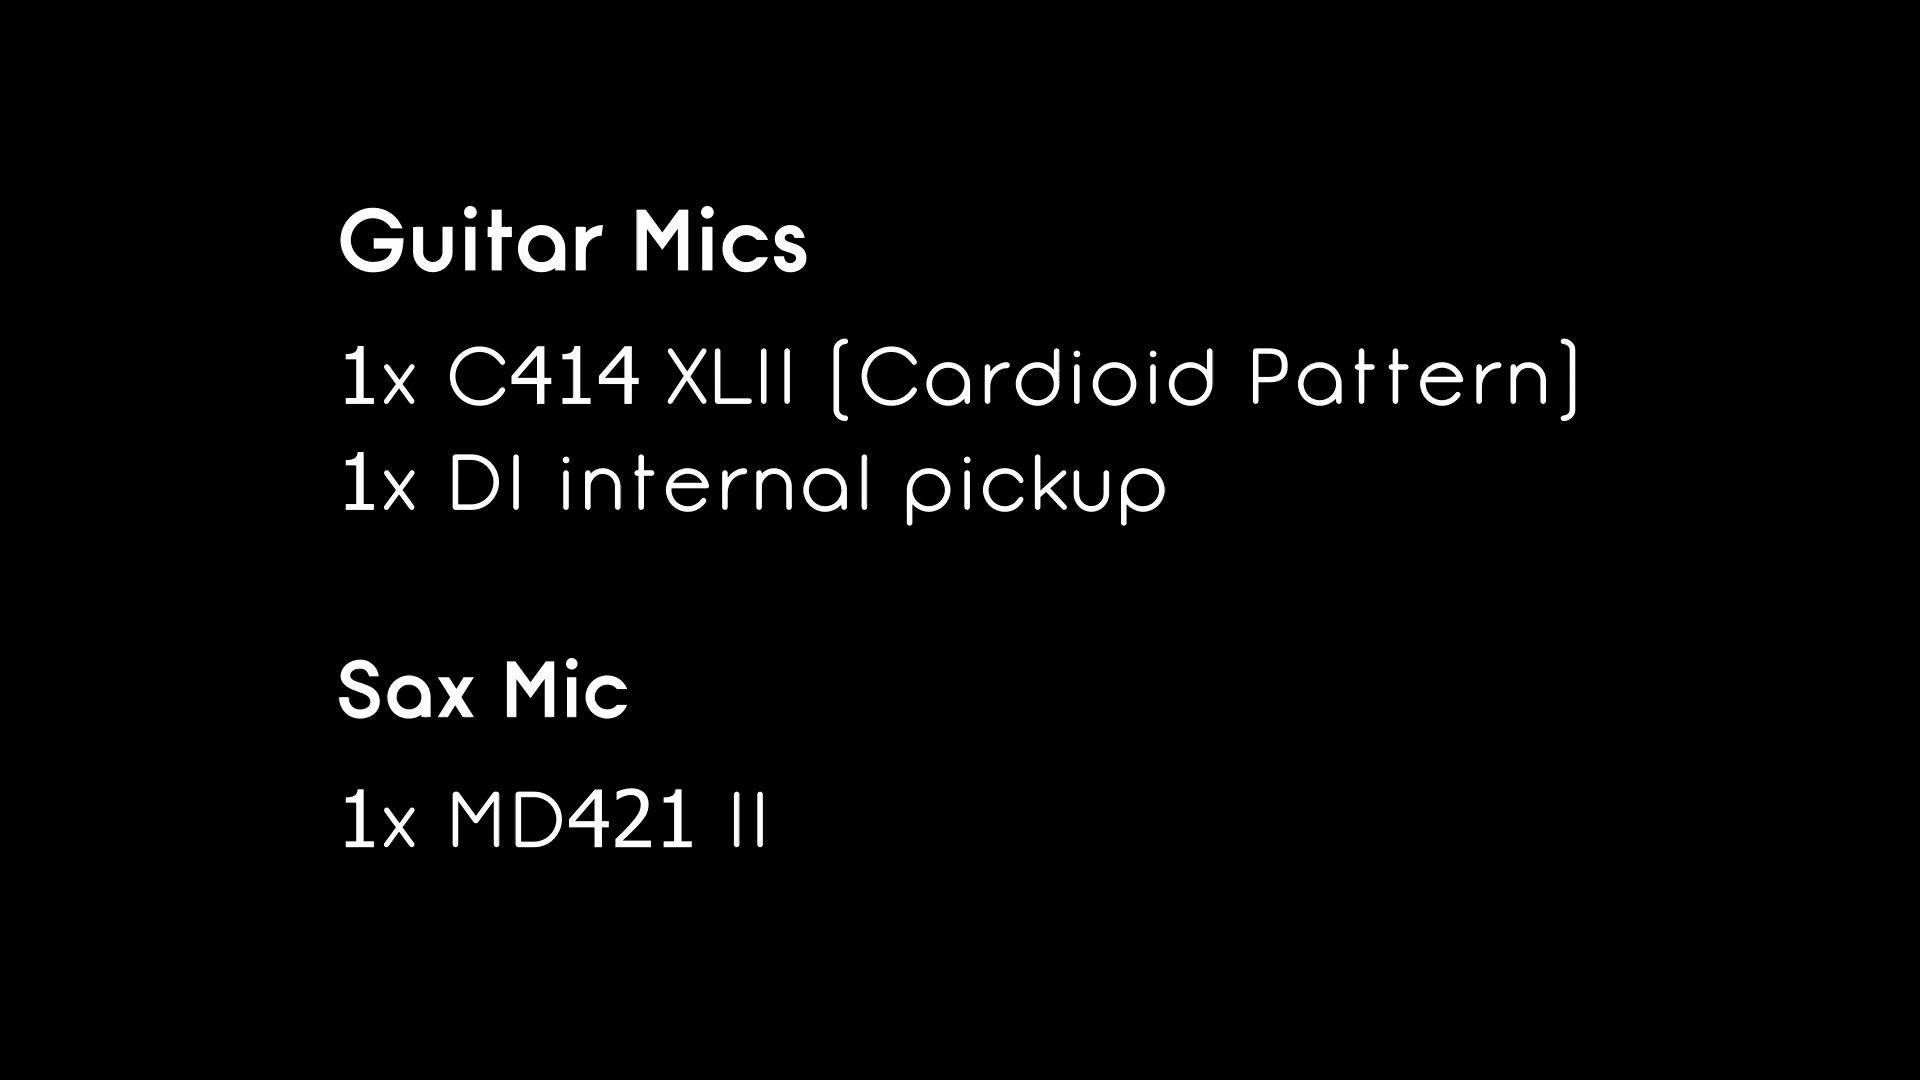 Guitar Mics
1x C414 XLII (Cardioid Pattern)
1x DI internal pickup
Sax Mic
1x MD421 II